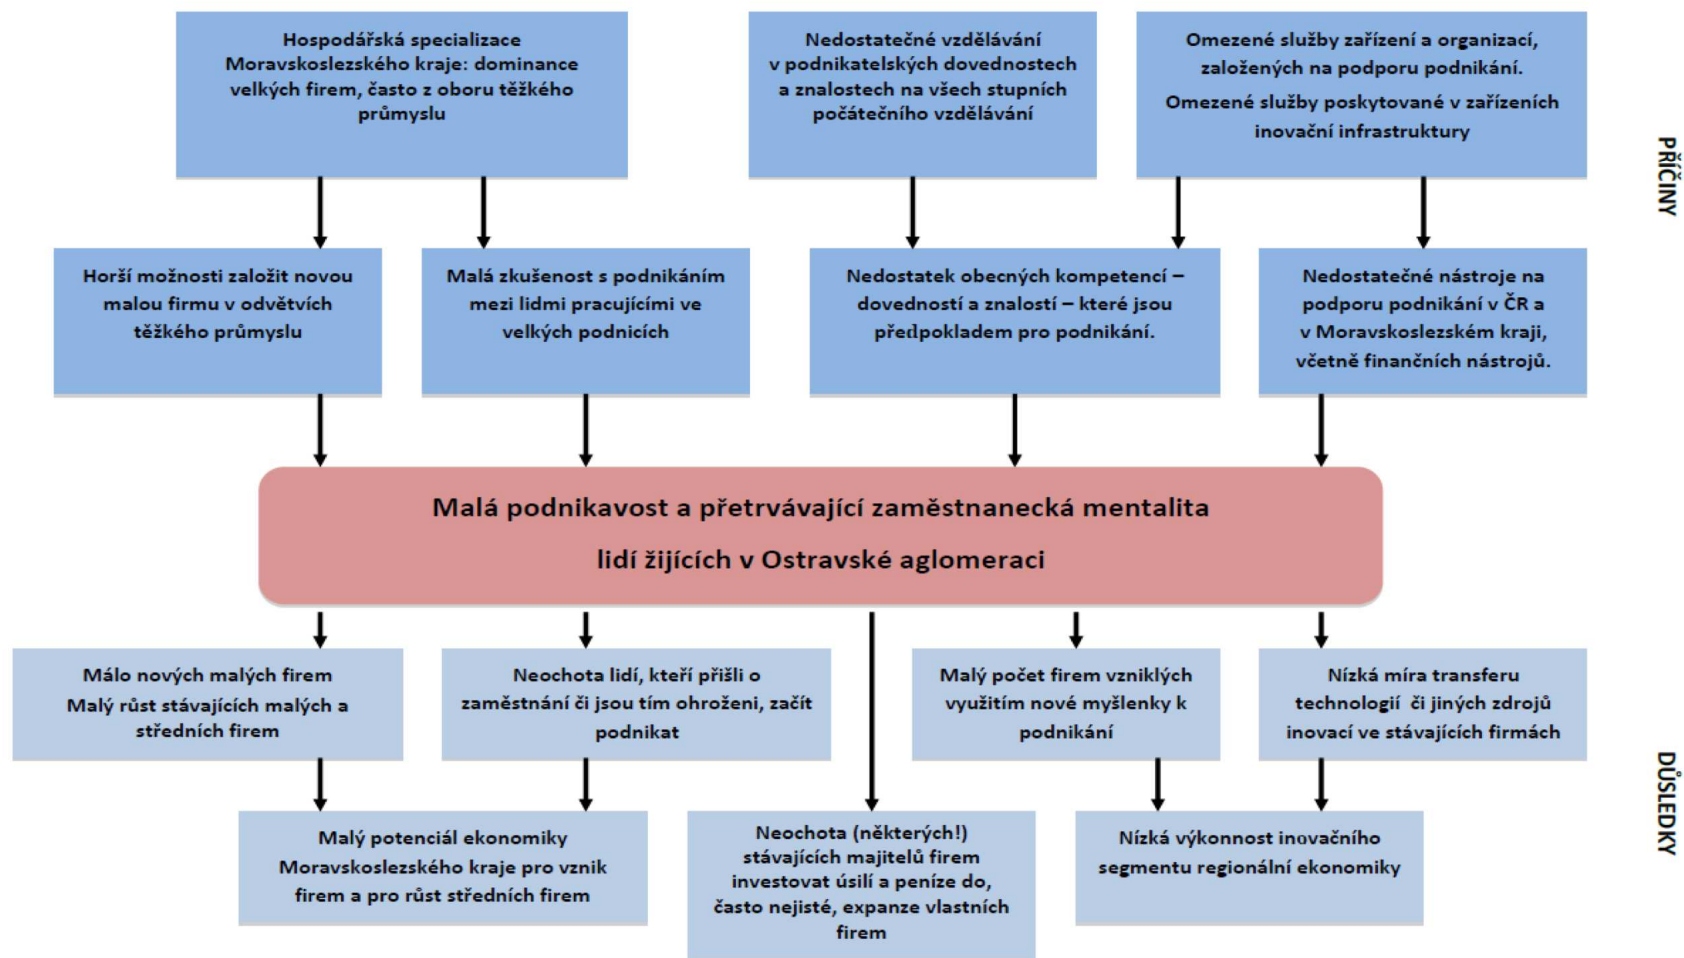 Hospodářská specializace
Moravskoslezského kraje: dominance
velkých firem, často z oboru těžkého
průmyslu
Nedostatečné vzdělávání
v podnikatelských dovednostech
a znalostech na všech stupních
počátečního vzdělávání
Omezené služby zařízení a organizací,
založených na podporu podnikání.
Omezené služby poskytované v zařízeních
inovační infrastruktury
PŘÍČINY
Horší možnosti založit novou
malou firmu v odvětvích
těžkého průmyslu
Malá zkušenost s podnikáním
mezi lidmi pracujícími ve
velkých podnicích
Nedostatek obecných kompetencí –
dovedností a znalostí – které jsou
předpokladem pro podnikání.
Nedostatečné nástroje na
podporu podnikání v ČR a
v Moravskoslezském kraji,
včetně finančních nástrojů.
Malá podnikavost a přetrvávající zaměstnanecká mentalita
lidí žijících v Ostravské aglomeraci
Málo nových malých firem
Malý růst stávajících malých a
středních firem
Neochota lidí, kteří přišli o
zaměstnání či jsou tím ohroženi, začít
podnikat
Malý počet firem vzniklých
využitím nové myšlenky k
podnikání
Nízká míra transferu
technologií či jiných zdrojů
inovací ve stávajících firmách
DŮSLEDKY
Malý potenciál ekonomiky
Moravskoslezského kraje pro vznik
firem a pro růst středních firem
Neochota (některých!)
stávajících majitelů firem
investovat úsilí a peníze do,
často nejisté, expanze vlastních
firem
Nízká výkonnost inovačního
segmentu regionální ekonomiky